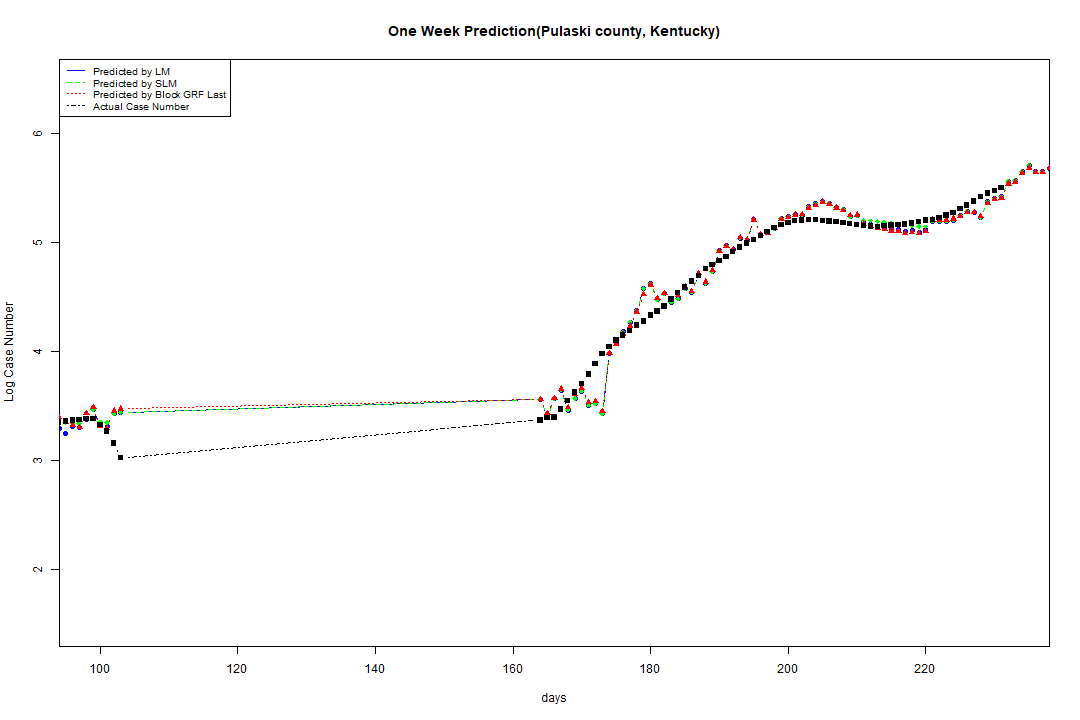 One Week Prediction(Pulaski county, Kentucky)
Predicted by LM
Predicted by SLM
Predicted by Block GRF Last
Actual Case Number
Log Case Number
6
5
4
3
2
100 120 140 160 180 200 220
days